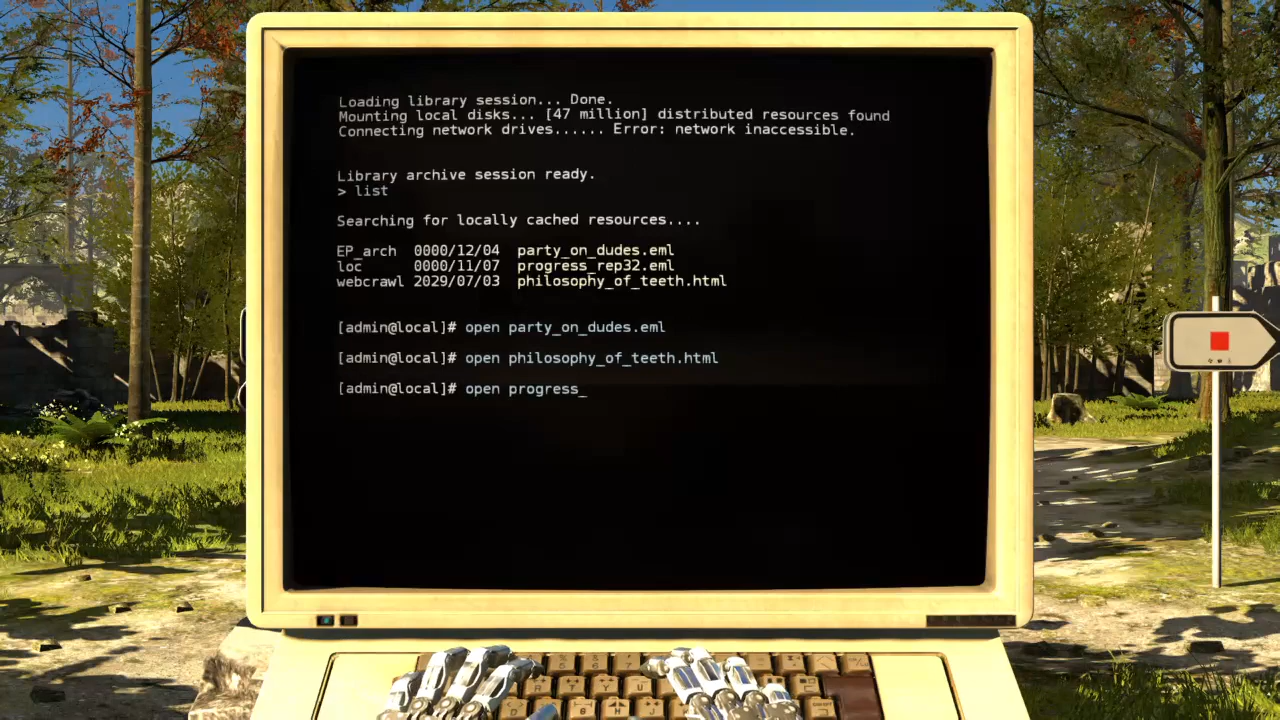 Loading library session... Done.
Mounting local disks... [47 million] distributed resources found
Connecting network drives...... Error: network inaccessible.
Library archive session ready.
> list
Searching for locally cached resources....
EP_arch 0000/12/04 party_on_dudes.eml
loc 0000/11/07 progress_rep32.eml
webcrawl 2029/07/03 philosophy_of_teeth.html
[admin@local]# open party_on_dudes.eml
[admin@local]# open philosophy_of_teeth.html
[admin@local]# open progress_